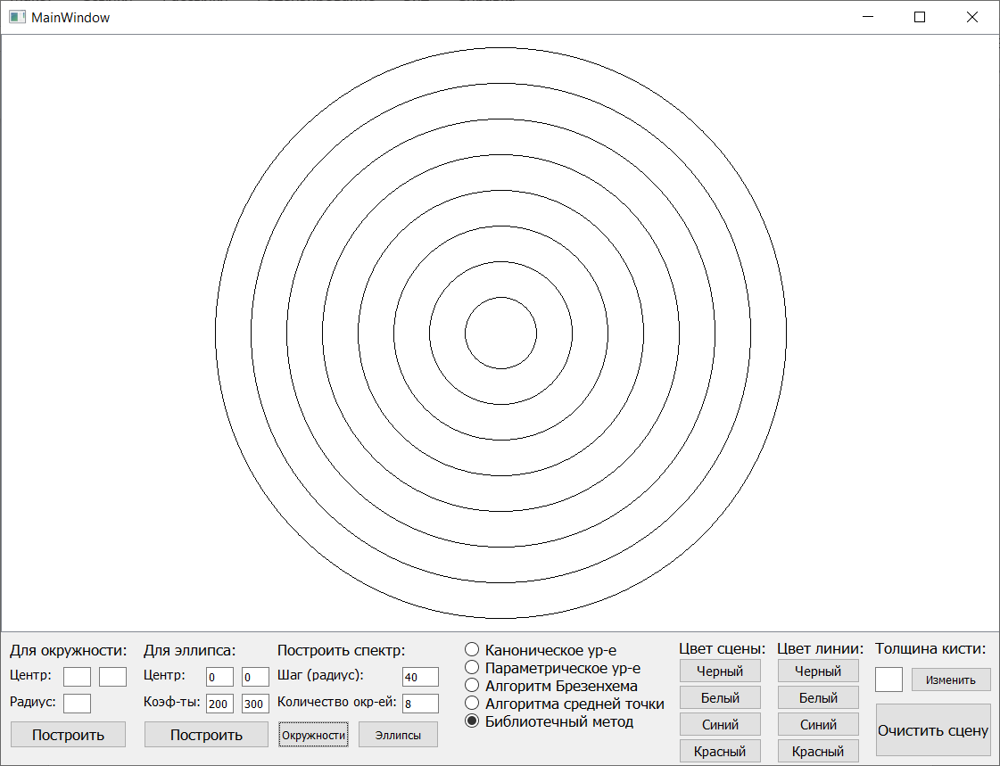 MainWindow
Для окружности:
Центр:
Радиус:
Построить
Для эллипса:
Центр: 0 0
Коэф-ты: 200 300
Построить
Построить спектр:
Шаг (радиус): 40
Количество окр-ей: 8
Окружности Эллипсы
Каноническое ур-е
Параметрическое ур-е
Алгоритм Брезенхема
Алгоритма средней точки
Библиотечный метод
Цвет сцены:
Черный
Белый
Синий
Красный
Цвет линии:
Черный
Белый
Синий
Красный
Толщина кисти:
Изменить
Очистить сцену